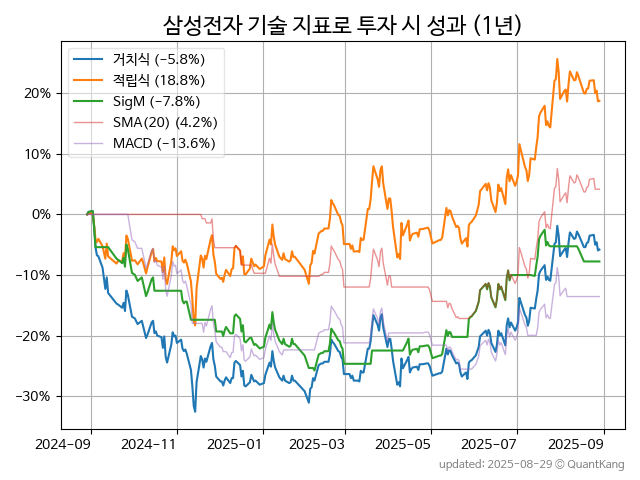 삼성전자 기술 지표로 투자 시 성과 (1년)
거치식 (−5.8%)
적립식 (18.8%)
SigM (−7.8%)
SMA(20) (4.2%)
MACD (−13.6%)
20%
10%
0%
−10%
−20%
−30%
2024-09 2024-11 2025-01 2025-03 2025-05 2025-07 2025-09
updated: 2025-08-29 © QuantKang